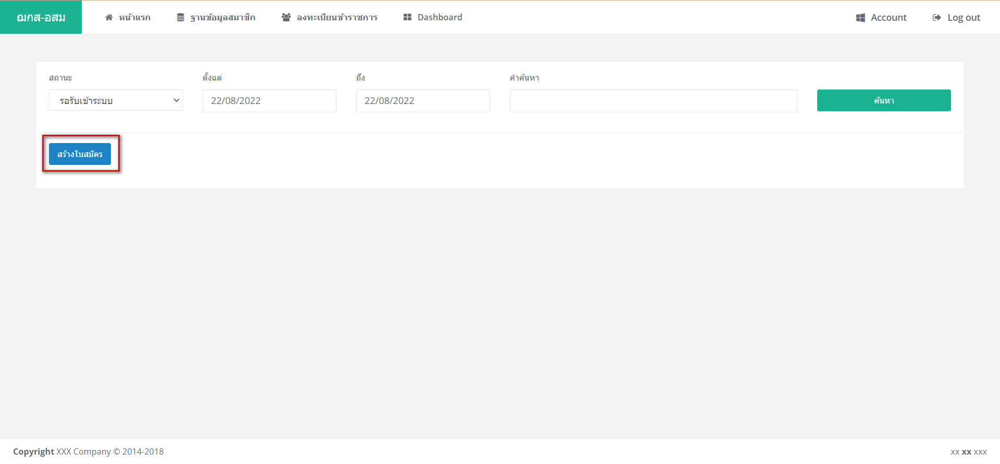 ฌกส-อสม หน้าแรก ฐานข้อมูลสมาชิก ลงทะเบียนข้าราชการ Dashboard Account Log out
สถานะ ตั้งแต่ ถึง คำค้นหา
รอรับเข้าระบบ 22/08/2022 22/08/2022 ค้นหา
สร้างใบสมัคร
Copyright XXX Company © 2014-2018 xx xx xxx